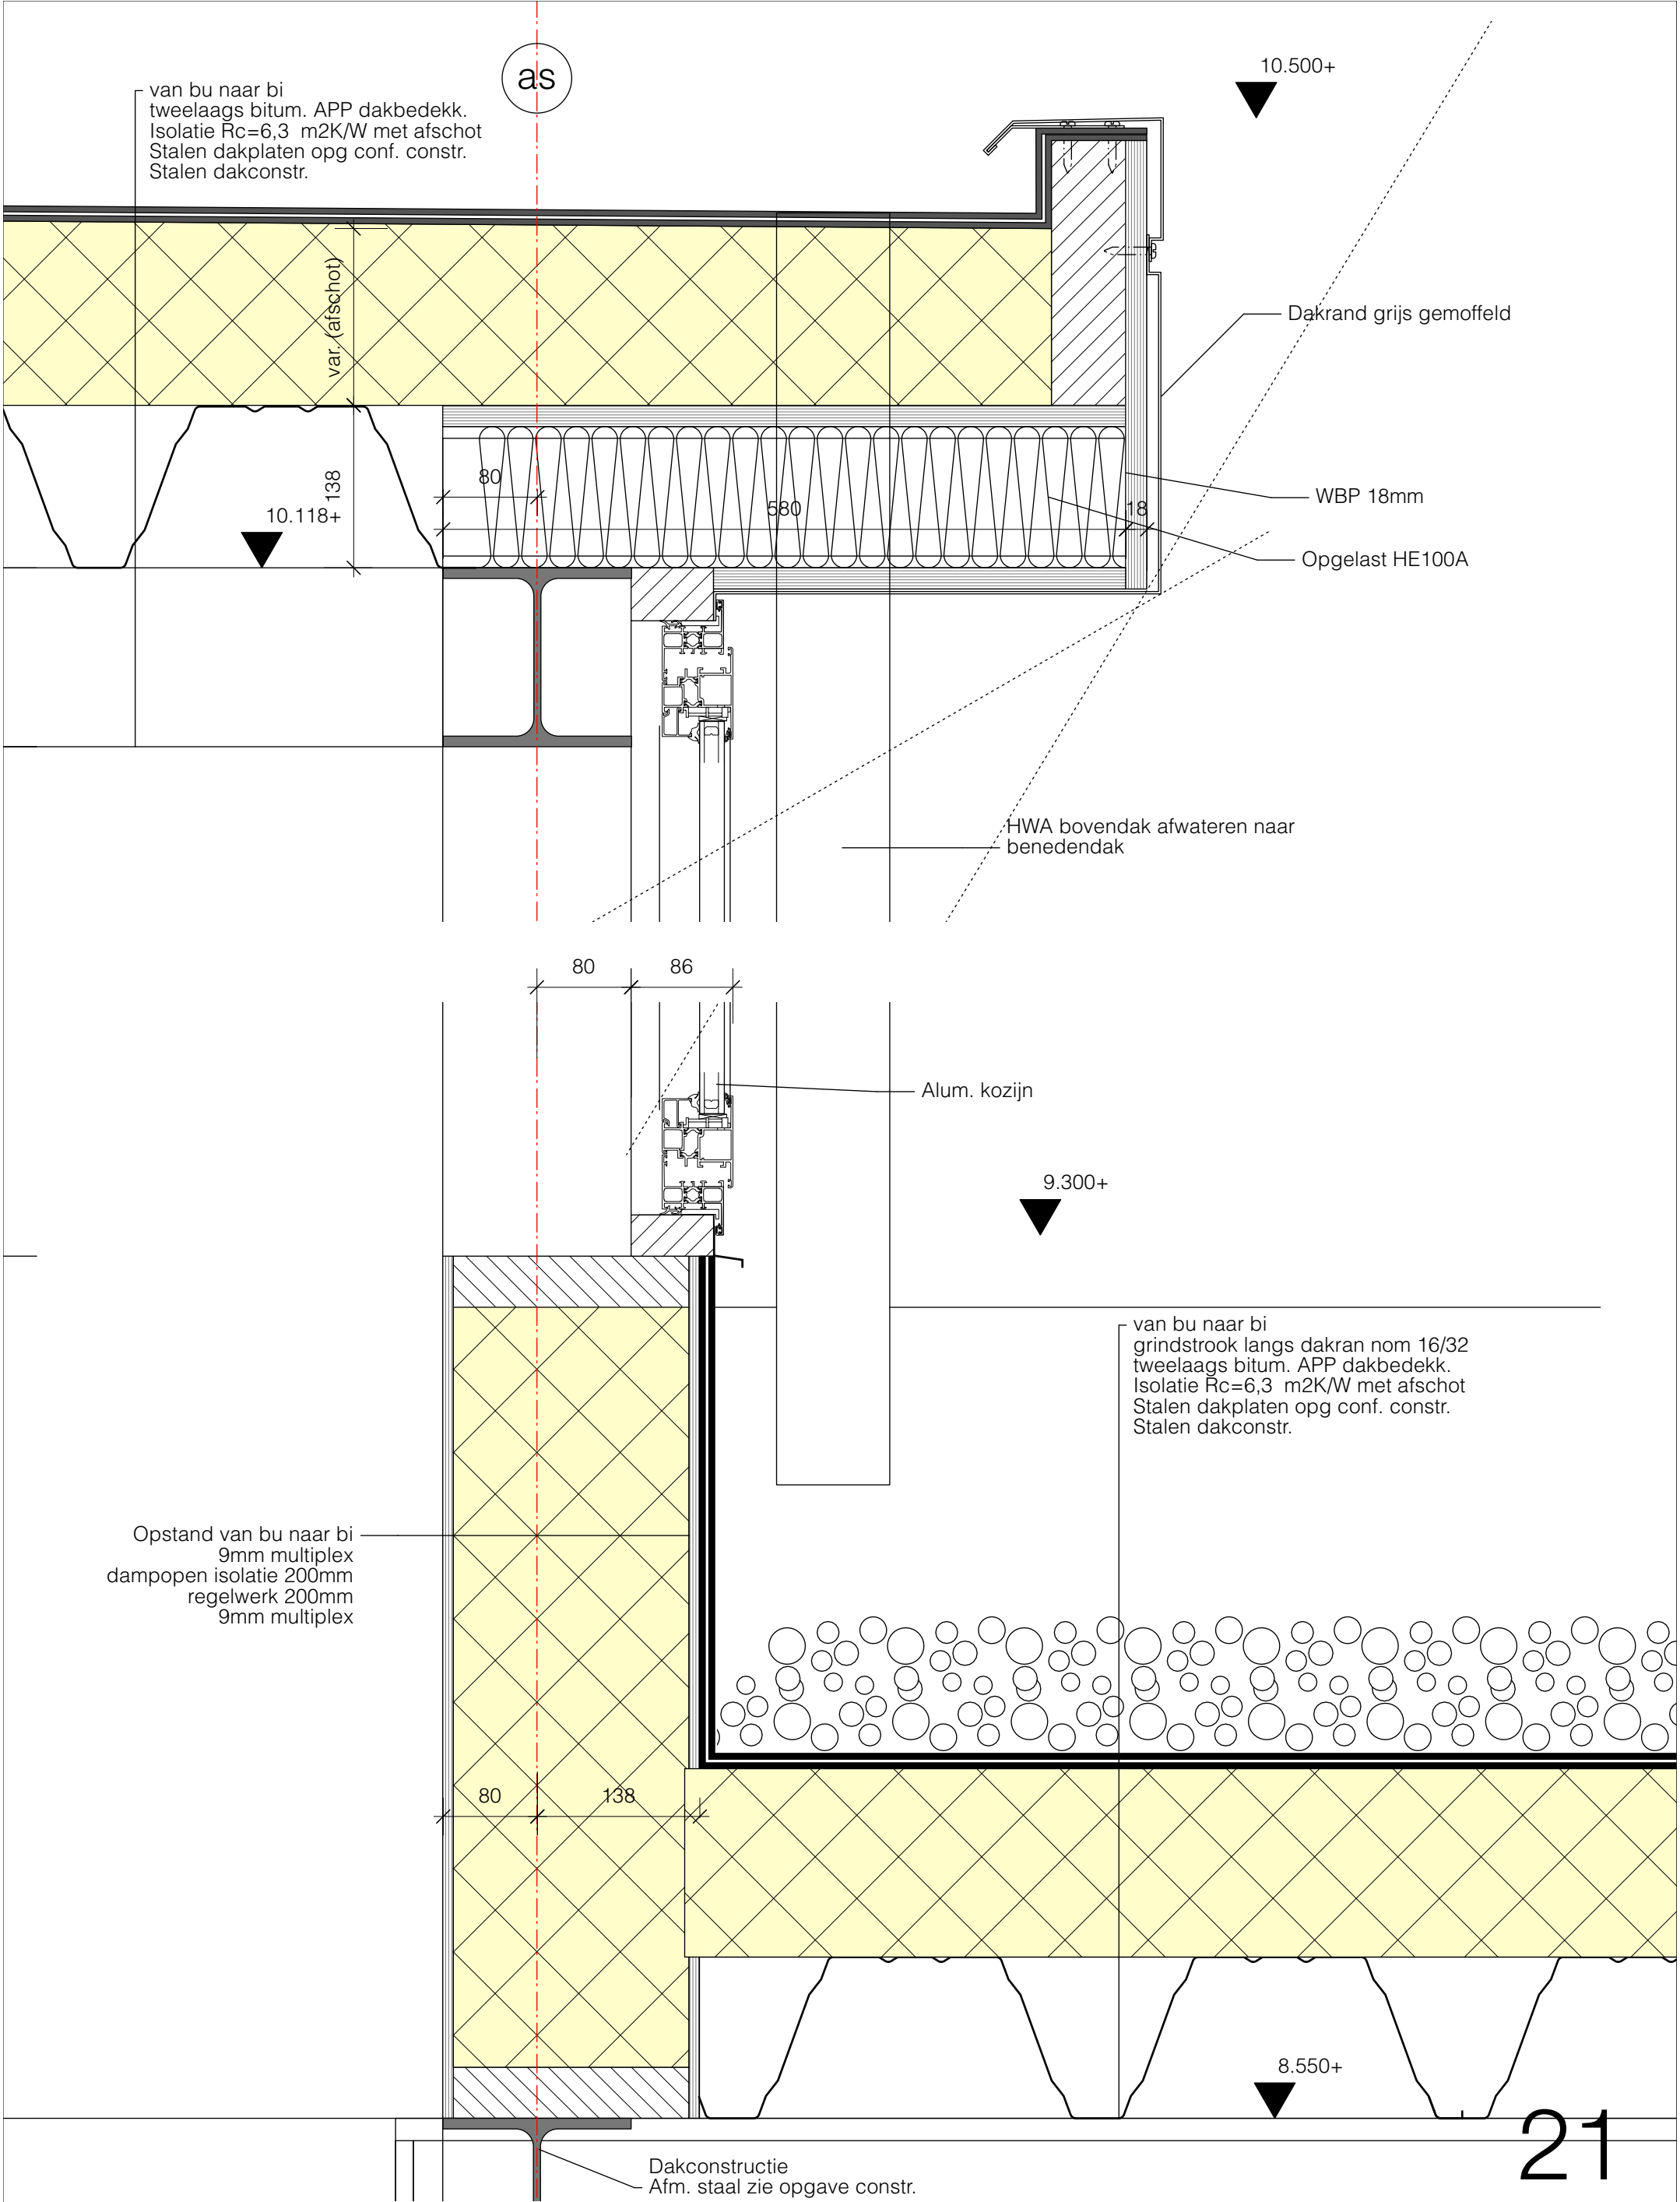 as
10.500+
van bu naar bi
tweelaags bitum. APP dakbedekk.
Isolatie Rc=6,3 m2K/W met afschot
Stalen dakplaten opg conf. constr.
Stalen dakconstr.
var. (afschot)
Dakrand grijs gemoffeld
80
138
580
18
WBP 18mm
10.118+
Opgelast HE100A
HWA bovendak afwateren naar
benedendak
80
86
Alum. kozijn
9.300+
van bu naar bi
grindstrook langs dakran nom 16/32
tweelaags bitum. APP dakbedekk.
Isolatie Rc=6,3 m2K/W met afschot
Stalen dakplaten opg conf. constr.
Stalen dakconstr.
Opstand van bu naar bi
9mm multiplex
dampopen isolatie 200mm
regelwerk 200mm
9mm multiplex
80
138
8.550+
21
Dakconstructie
Afm. staal zie opgave constr.